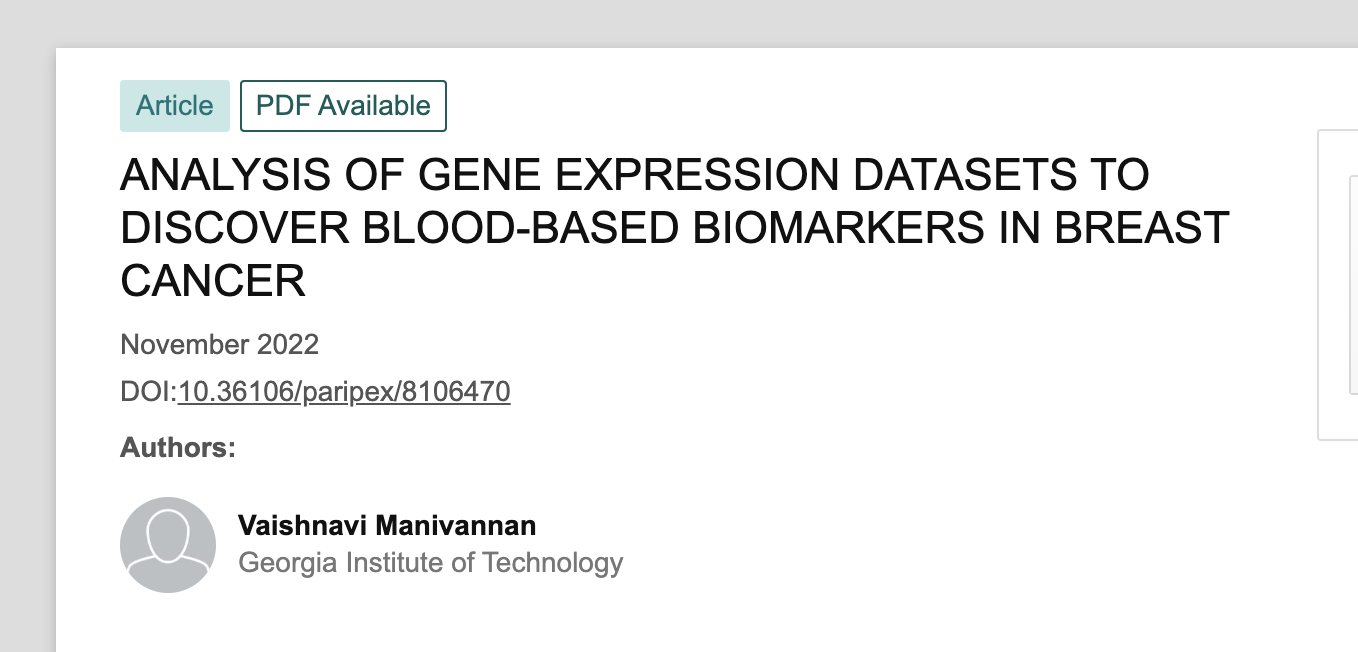 Article PDF Available
ANALYSIS OF GENE EXPRESSION DATASETS TO
DISCOVER BLOOD-BASED BIOMARKERS IN BREAST
CANCER
November 2022
DOI:10.36106/paripex/8106470
Authors:
Vaishnavi Manivannan
Georgia Institute of Technology